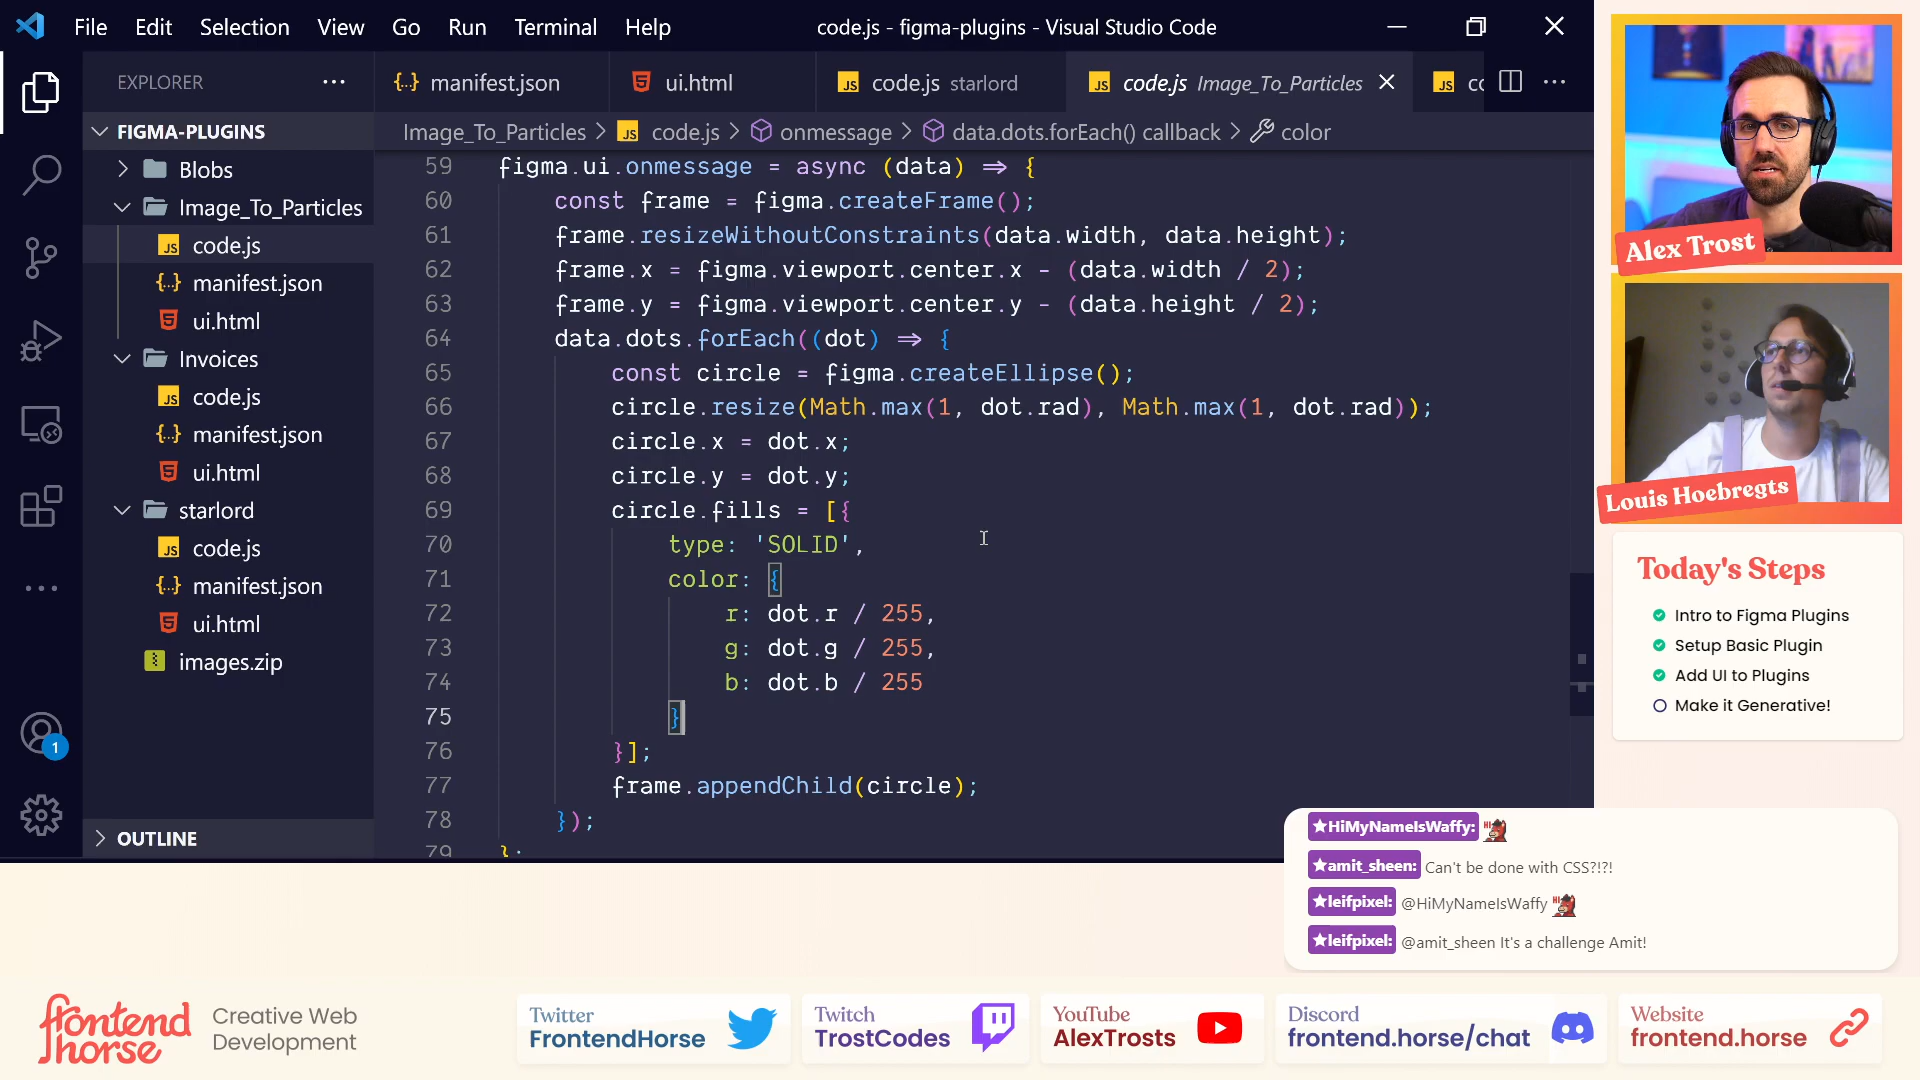 File Edit Selection View Go Run Terminal Help
code.js - figma-plugins - Visual Studio Code
EXPLORER
manifest.json
ui.html
code.js starlord
code.js Image_To_Particles
Image_To_Particles > code.js > onmessage > data.dots.forEach() callback > color
FIGMA-PLUGINS
Blobs
Image_To_Particles
code.js
manifest.json
ui.html
Invoices
code.js
manifest.json
ui.html
starlord
code.js
manifest.json
ui.html
images.zip
OUTLINE
1
59 figma.ui.onmessage = async (data) => {
60 const frame = figma.createFrame();
61 frame.resizeWithoutConstraints(data.width, data.height);
62 frame.x = figma.viewport.center.x - (data.width / 2);
63 frame.y = figma.viewport.center.y - (data.height / 2);
64 data.dots.forEach((dot) => {
65 const circle = figma.createEllipse();
66 circle.resize(Math.max(1, dot.rad), Math.max(1, dot.rad));
67 circle.x = dot.x;
68 circle.y = dot.y;
69 circle.fills = [{
70 type: 'SOLID',
71 color: {
72 r: dot.r / 255,
73 g: dot.g / 255,
74 b: dot.b / 255
75 }
76 }];
77 frame.appendChild(circle);
78 });
79 };
Alex Trost
Louis Hoebregts
Today's Steps
Intro to Figma Plugins
Setup Basic Plugin
Add UI to Plugins
Make it Generative!
★HiMyNameIsWaffy:
★amit_sheen: Can't be done with CSS?!?!
★leifpixel: @HiMyNameIsWaffy
★leifpixel: @amit_sheen It's a challenge Amit!
frontend
horse
Creative Web
Development
Twitter
FrontendHorse
Twitch
TrostCodes
YouTube
AlexTrosts
Discord
frontend.horse/chat
Website
frontend.horse